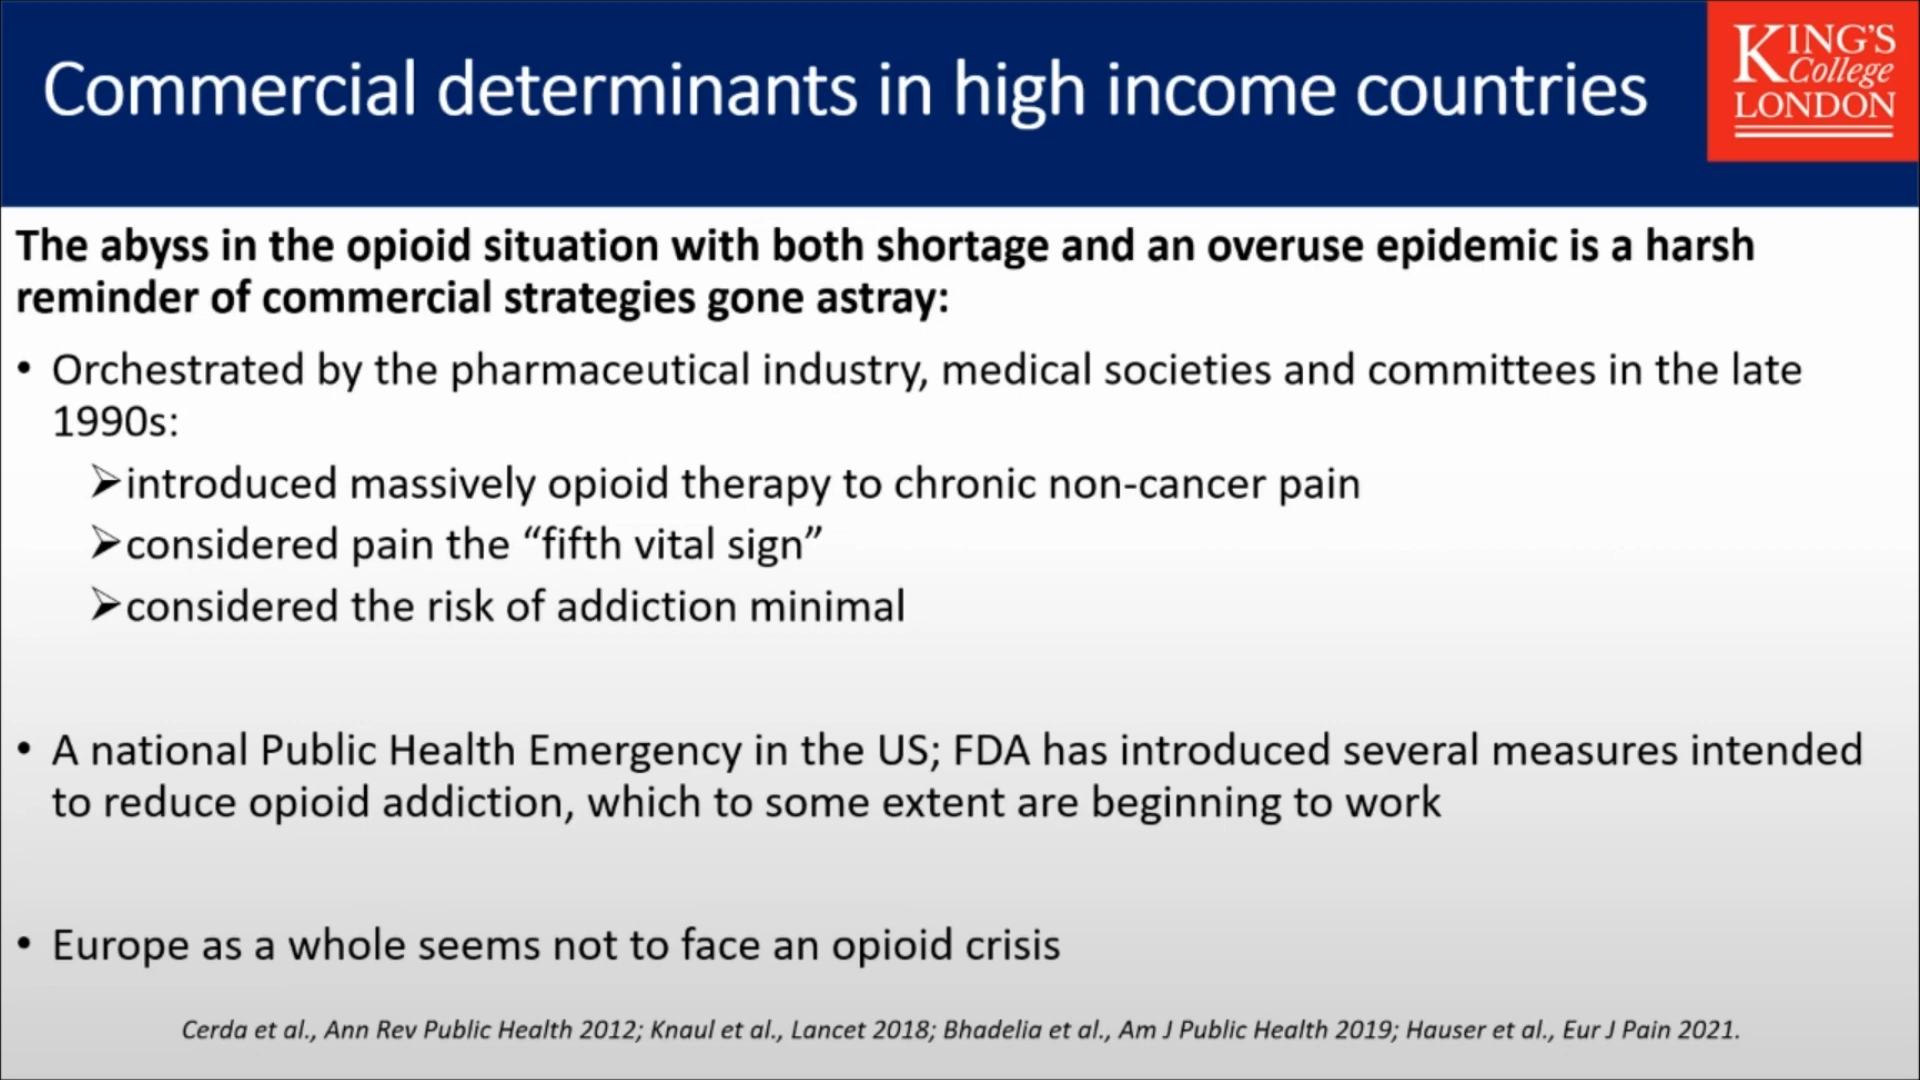 Commercial determinants in high income countries
KING'S
College
LONDON
The abyss in the opioid situation with both shortage and an overuse epidemic is a harsh
reminder of commercial strategies gone astray:
• Orchestrated by the pharmaceutical industry, medical societies and committees in the late
1990s:
➢introduced massively opioid therapy to chronic non-cancer pain
➢considered pain the “fifth vital sign”
➢considered the risk of addiction minimal
• A national Public Health Emergency in the US; FDA has introduced several measures intended
to reduce opioid addiction, which to some extent are beginning to work
• Europe as a whole seems not to face an opioid crisis
Cerda et al., Ann Rev Public Health 2012; Knaul et al., Lancet 2018; Bhadelia et al., Am J Public Health 2019; Hauser et al., Eur J Pain 2021.